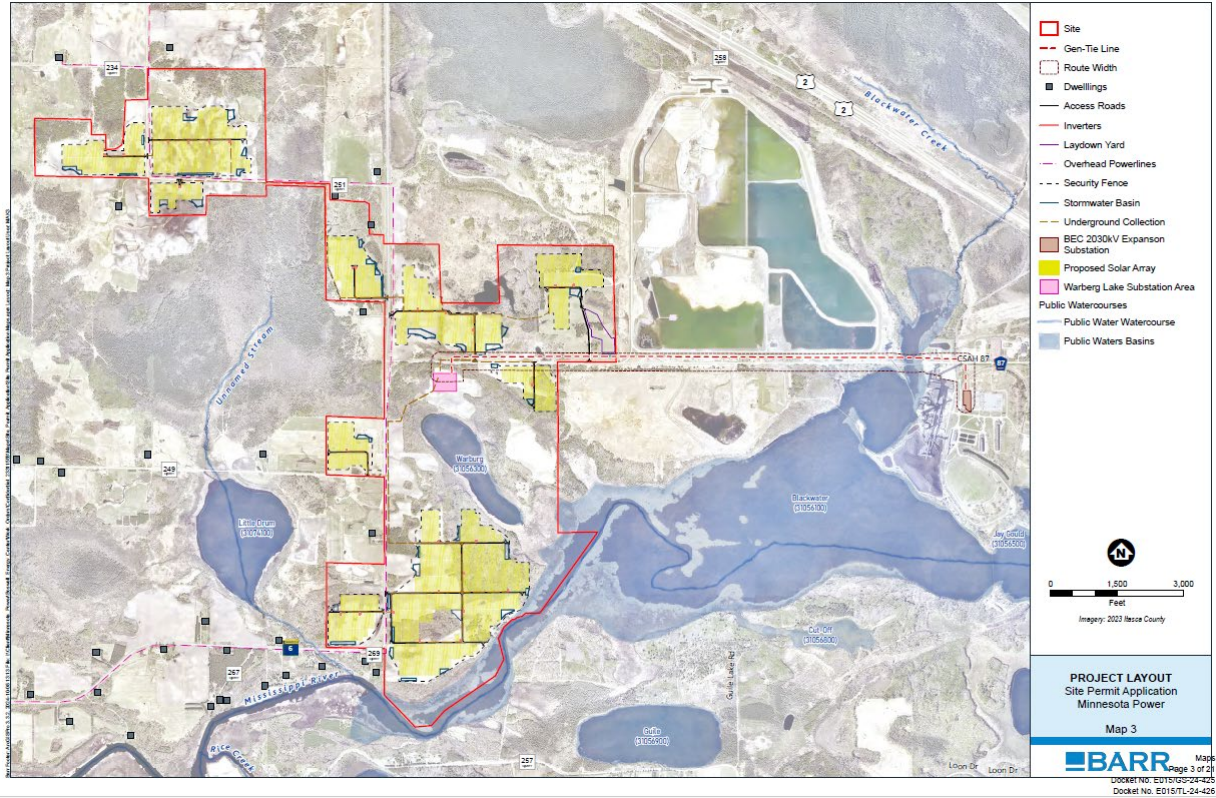 234
258
2
2
Blackwater Creek
251
Unnamed Stream
CSAH 87
87
249
Warburg
(31056300)
Little Drum
Blackwater
(31056100)
Jay Gould
(31056500)
Cut-Off
(31056800)
6
269
267
Mississippi River
Rice Creek
Guile Lake Rd
Guile
(31056900)
257
Loon Dr
Loon Dr
Site
Gen-Tie Line
Route Width
Dwellings
Access Roads
Inverters
Laydown Yard
Overhead Powerlines
Security Fence
Stormwater Basin
Underground Collection
BEC 2030kV Expanson
Substation
Proposed Solar Array
Warberg Lake Substation Area
Public Watercourses
Public Water Watercourse
Public Waters Basins
N
0 1,500 3,000
Feet
Imagery: 2023 Itasca County
PROJECT LAYOUT
Site Permit Application
Minnesota Power
Map 3
BARR
Maps
Page 3 of 21
Docket No. E015/GS-24-425
Docket No. E015/TL-24-426